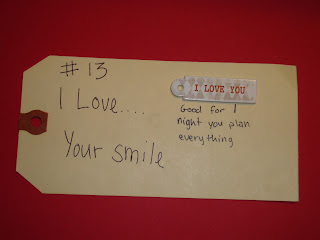 # 13
I Love....
Your smile
I LOVE YOU
Good for 1
night you plan
everything